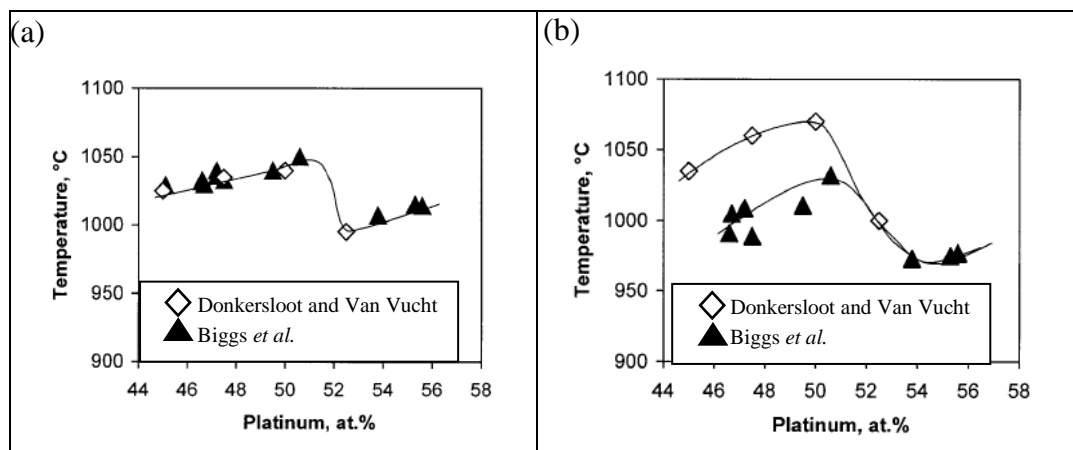 (a)
1100
1050
1000
950
900
Temperature, °C
Donkersloot and Van Vucht
Biggs et al.
44 46 48 50 52 54 56 58
Platinum, at.%
(b)
1100
1050
1000
950
900
Temperature, °C
Donkersloot and Van Vucht
Biggs et al.
44 46 48 50 52 54 56 58
Platinum, at.%